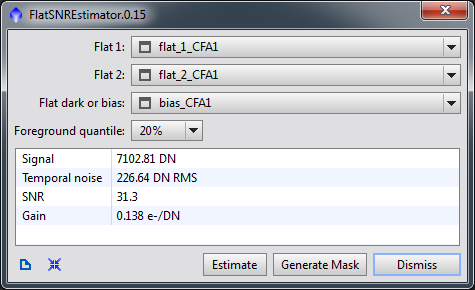 FlatSNREstimator.0.15
Flat 1: flat_1_CFA1
Flat 2: flat_2_CFA1
Flat dark or bias: bias_CFA1
Foreground quantile: 20%
Signal 7102.81 DN
Temporal noise 226.64 DN RMS
SNR 31.3
Gain 0.138 e-/DN
Estimate Generate Mask Dismiss